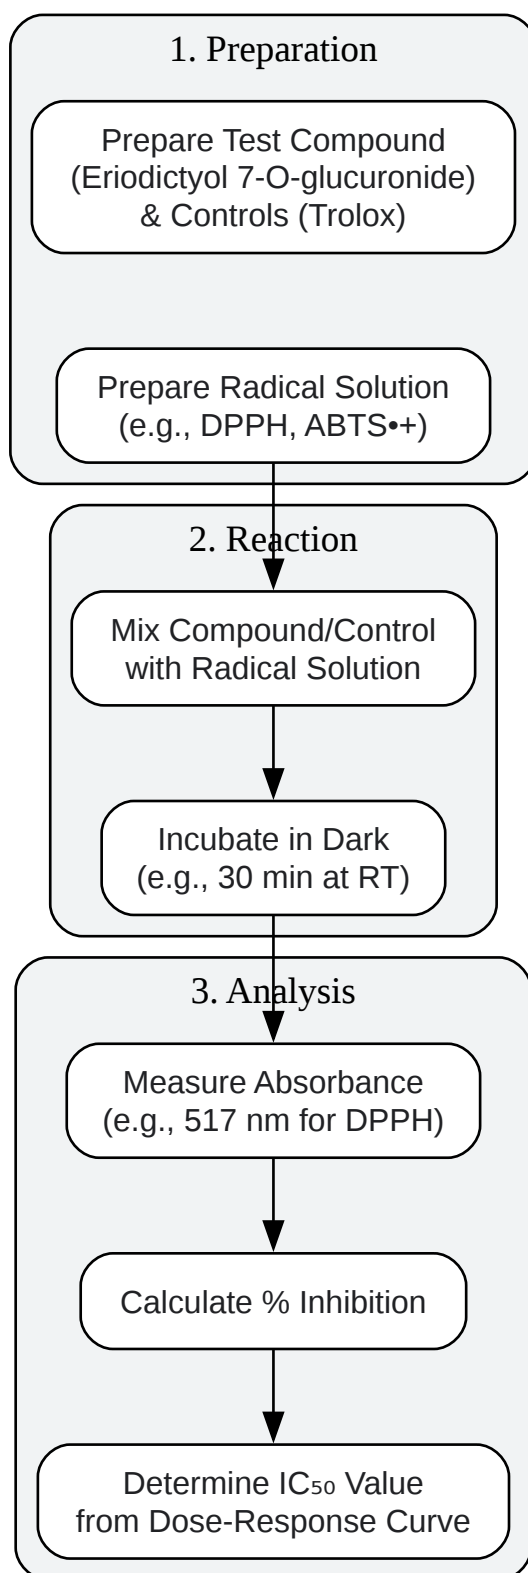 1. Preparation
Prepare Test Compound
(Eriodictyol 7-O-glucuronide)
& Controls (Trolox)
Prepare Radical Solution
(e.g., DPPH, ABTS•+)
2. Reaction
Mix Compound/Control
with Radical Solution
Incubate in Dark
(e.g., 30 min at RT)
3. Analysis
Measure Absorbance
(e.g., 517 nm for DPPH)
Calculate % Inhibition
Determine IC₅₀ Value
from Dose-Response Curve